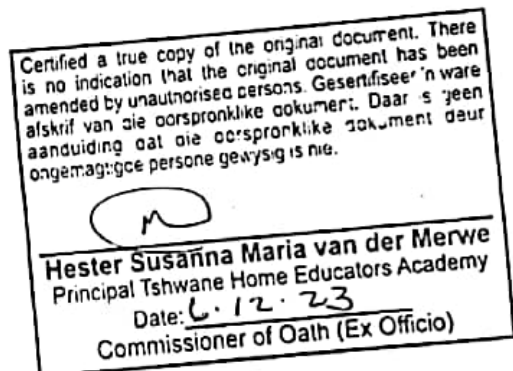 Certified a true copy of the original document. There
is no indication that the original document has been
amended by unauthorised persons. Gesertifiseer 'n ware
afskrif van die oorspronklike dokument. Daar is geen
aanduiding dat die oorspronklike dokument deur
ongemagtigde persone gewysig is nie.
Hester Susanna Maria van der Merwe
Principal Tshwane Home Educators Academy
Date: 6.12.23
Commissioner of Oath (Ex Officio)